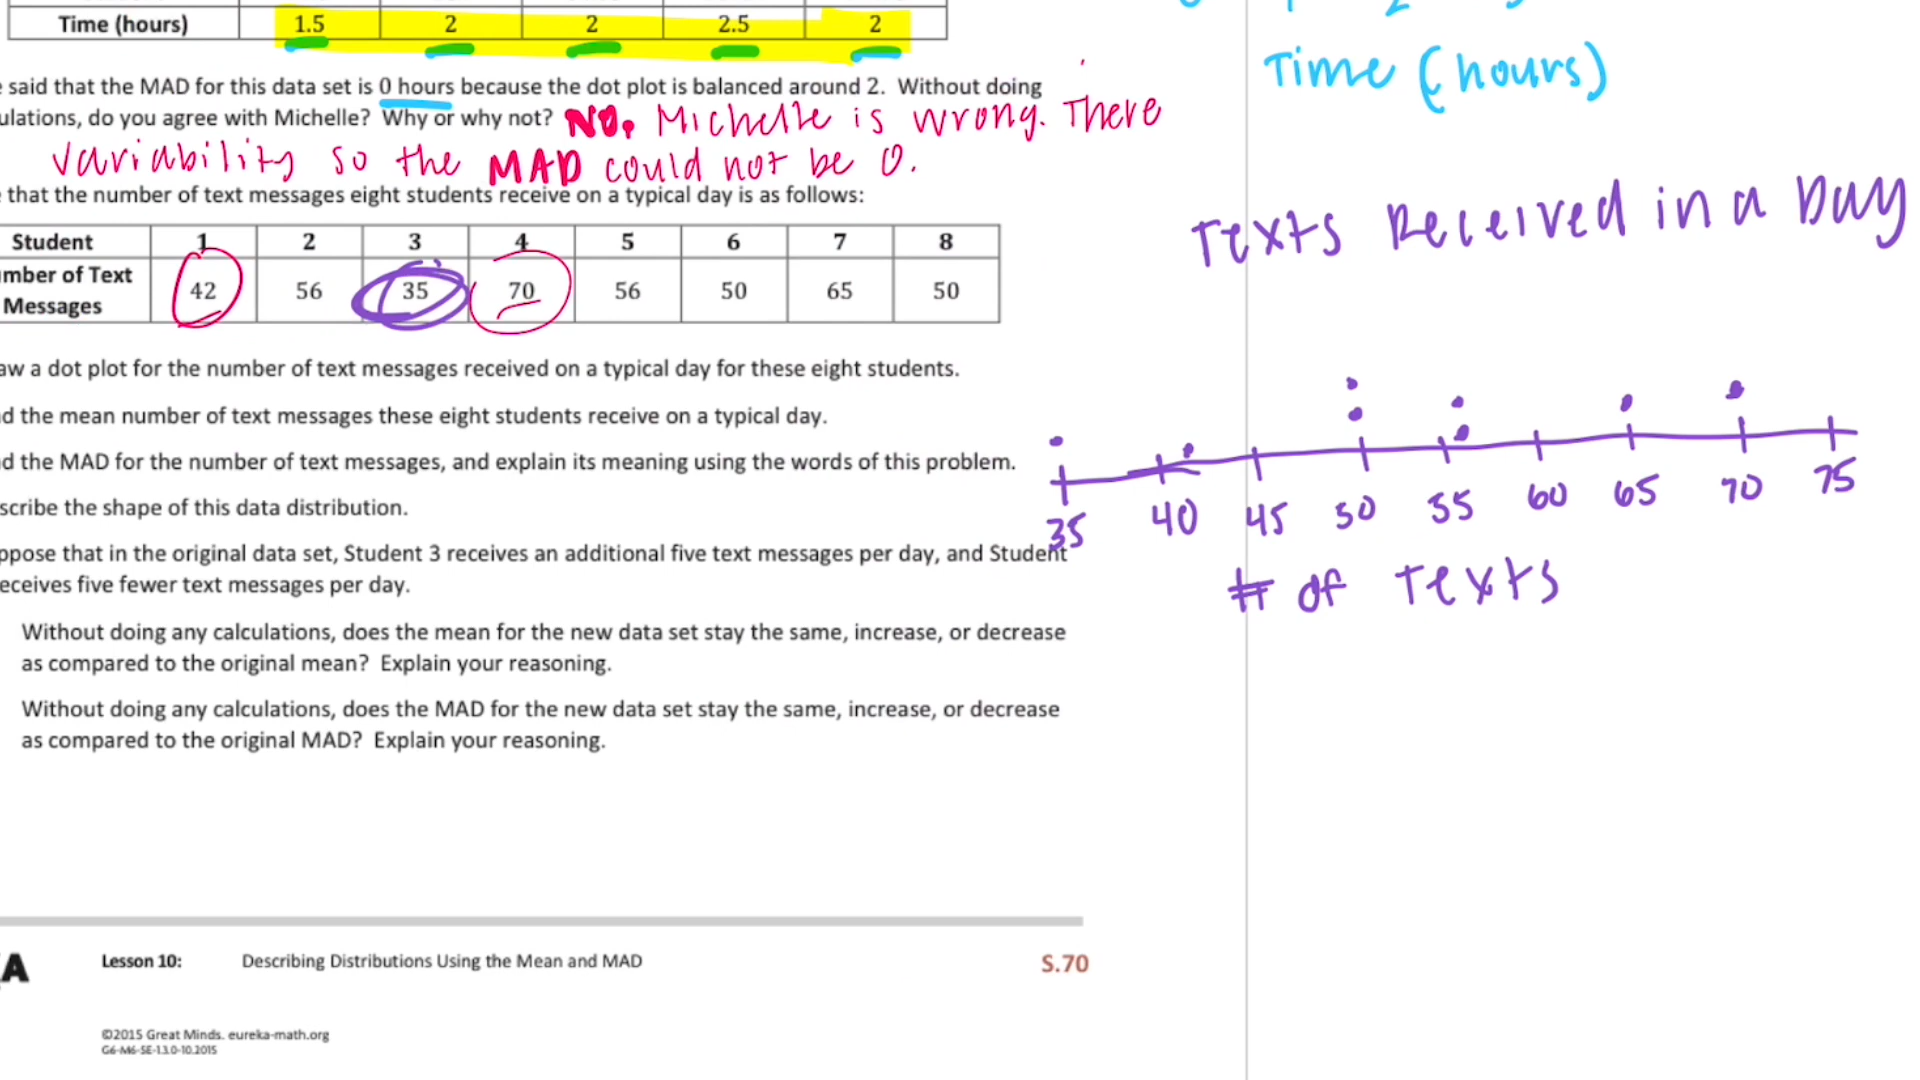 Time (hours) 1.5 2 2 2.5 2
Time (hours)
said that the MAD for this data set is 0 hours because the dot plot is balanced around 2. Without doing
ulations, do you agree with Michelle? Why or why not? No. Michelle is wrong. There
variability so the MAD could not be 0.
that the number of text messages eight students receive on a typical day is as follows:
Student 1 2 3 4 5 6 7 8
mber of Text
Messages
42 56 35 70 56 50 65 50
Texts Received in a Day
aw a dot plot for the number of text messages received on a typical day for these eight students.
d the mean number of text messages these eight students receive on a typical day.
d the MAD for the number of text messages, and explain its meaning using the words of this problem.
scribe the shape of this data distribution.
ppose that in the original data set, Student 3 receives an additional five text messages per day, and Student
eceives five fewer text messages per day.
Without doing any calculations, does the mean for the new data set stay the same, increase, or decrease
as compared to the original mean? Explain your reasoning.
Without doing any calculations, does the MAD for the new data set stay the same, increase, or decrease
as compared to the original MAD? Explain your reasoning.
35 40 45 50 55 60 65 70 75
# of Texts
A
Lesson 10: Describing Distributions Using the Mean and MAD
S.70
©2015 Great Minds. eureka-math.org
G6-M6-SE-1.3.0-10.2015